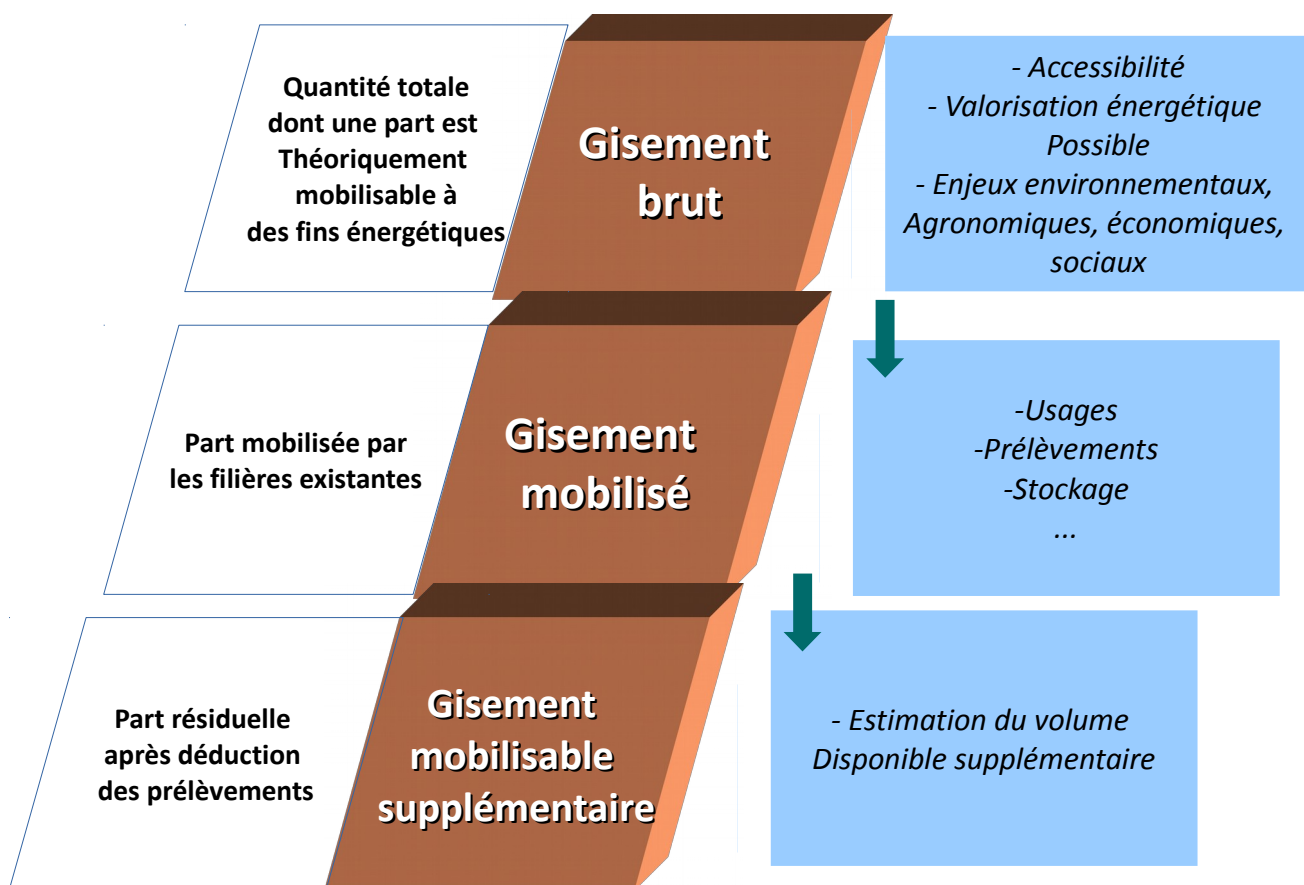 Quantité totale
dont une part est
Théoriquement
mobilisable à
des fins énergétiques
Gisement
brut
- Accessibilité
- Valorisation énergétique
Possible
- Enjeux environnementaux,
Agronomiques, économiques,
sociaux
Part mobilisée par
les filières existantes
Gisement
mobilisé
-Usages
-Prélèvements
-Stockage
...
Part résiduelle
après déduction
des prélèvements
Gisement
mobilisable
supplémentaire
- Estimation du volume
Disponible supplémentaire